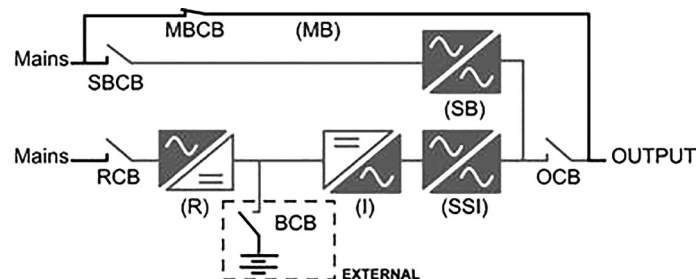 MBCB (MB)
Mains
SBCB
(SB)
Mains OUTPUT
RCB OCB
(R) (I) (SSI)
BCB
EXTERNAL